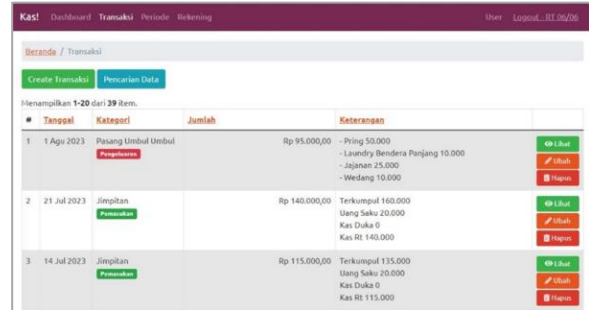 Kas! Dashboard Transaksi Periode Rekening User Logout - RT 06/06
Beranda / Transaksi
Create Transaksi Pencarian Data
Menampilkan 1-20 dari 39 item.
# Tanggal Kategori Jumlah Keterangan
1 1 Agu 2023 Pasang Umbul Umbul Rp 95.000,00 - Pring 50.000 Lihat
Pengeluaran - Laundry Bendera Panjang 10.000
- Jajanan 25.000 Ubah
- Wedang 10.000 Hapus
2 21 Jul 2023 Jimpitan Rp 140.000,00 Terkumpul 160.000 Lihat
Pemasukan Uang Saku 20.000
Kas Duka 0 Ubah
Kas Rt 140.000 Hapus
3 14 Jul 2023 Jimpitan Rp 115.000,00 Terkumpul 135.000 Lihat
Pemasukan Uang Saku 20.000
Kas Duka 0 Ubah
Kas Rt 115.000 Hapus